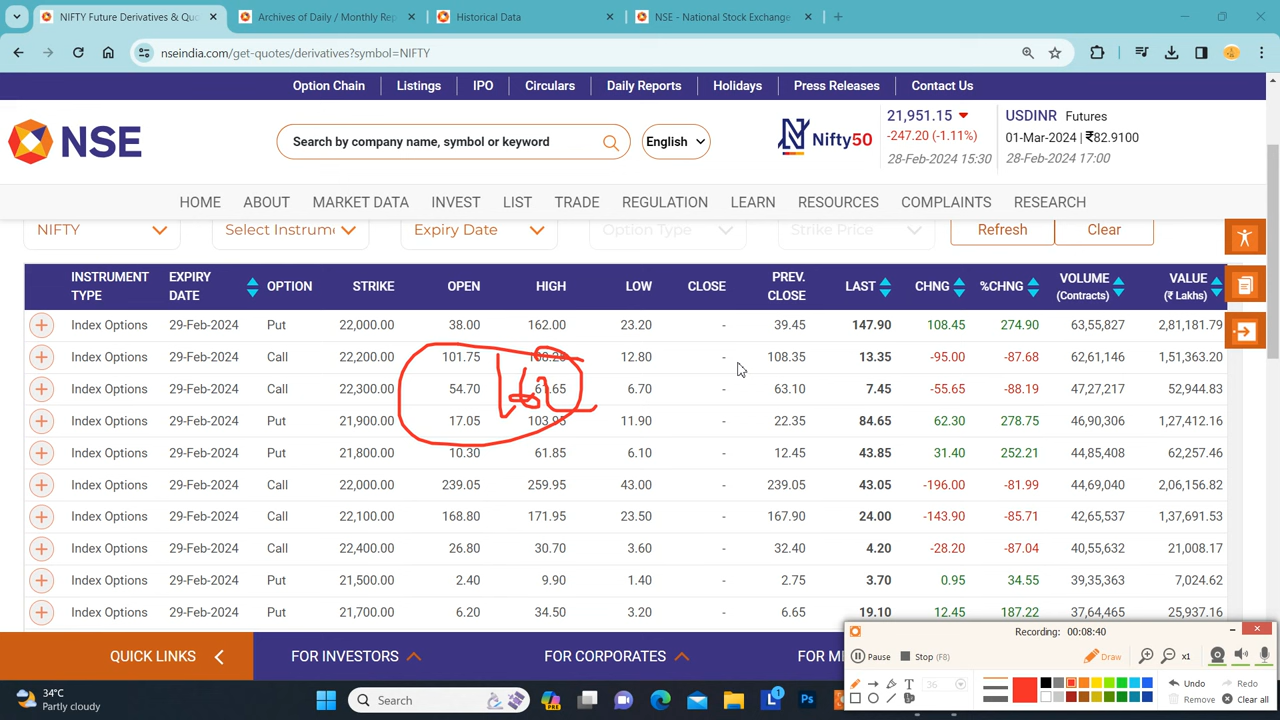 NIFTY Future Derivatives & Quo
Archives of Daily / Monthly Rep
Historical Data
NSE - National Stock Exchange
nseindia.com/get-quotes/derivatives?symbol=NIFTY
Option Chain Listings IPO Circulars Daily Reports Holidays Press Releases Contact Us
NSE
Search by company name, symbol or keyword
English
Nifty50
21,951.15
-247.20 (-1.11%)
28-Feb-2024 15:30
USDINR Futures
01-Mar-2024 | ₹82.9100
28-Feb-2024 17:00
HOME ABOUT MARKET DATA INVEST LIST TRADE REGULATION LEARN RESOURCES COMPLAINTS RESEARCH
NIFTY Select Instrum Expiry Date Option Type Strike Price Refresh Clear
INSTRUMENT TYPE EXPIRY DATE OPTION STRIKE OPEN HIGH LOW CLOSE PREV. CLOSE LAST CHNG %CHNG VOLUME (Contracts) VALUE (₹ Lakhs)
Index Options 29-Feb-2024 Put 22,000.00 38.00 162.00 23.20 - 39.45 147.90 108.45 274.90 63,55,827 2,81,181.79
Index Options 29-Feb-2024 Call 22,200.00 101.75 12.80 - 108.35 13.35 -95.00 -87.68 62,61,146 1,51,363.20
Index Options 29-Feb-2024 Call 22,300.00 54.70 6.70 - 63.10 7.45 -55.65 -88.19 47,27,217 52,944.83
Index Options 29-Feb-2024 Put 21,900.00 17.05 103.95 11.90 - 22.35 84.65 62.30 278.75 46,90,306 1,27,412.16
Index Options 29-Feb-2024 Put 21,800.00 10.30 61.85 6.10 - 12.45 43.85 31.40 252.21 44,85,408 62,257.46
Index Options 29-Feb-2024 Call 22,000.00 239.05 259.95 43.00 - 239.05 43.05 -196.00 -81.99 44,69,040 2,06,156.82
Index Options 29-Feb-2024 Call 22,100.00 168.80 171.95 23.50 - 167.90 24.00 -143.90 -85.71 42,65,537 1,37,691.53
Index Options 29-Feb-2024 Call 22,400.00 26.80 30.70 3.60 - 32.40 4.20 -28.20 -87.04 40,55,632 21,008.17
Index Options 29-Feb-2024 Put 21,500.00 2.40 9.90 1.40 - 2.75 3.70 0.95 34.55 39,35,363 7,024.62
Index Options 29-Feb-2024 Put 21,700.00 6.20 34.50 3.20 - 6.65 19.10 12.45 187.22 37,64,465 25,937.16
QUICK LINKS FOR INVESTORS FOR CORPORATES
Recording: 00:08:40
Pause Stop (F8) Draw x1
T 36 Undo Redo
Remove Clear all
34°C
Partly cloudy
Search